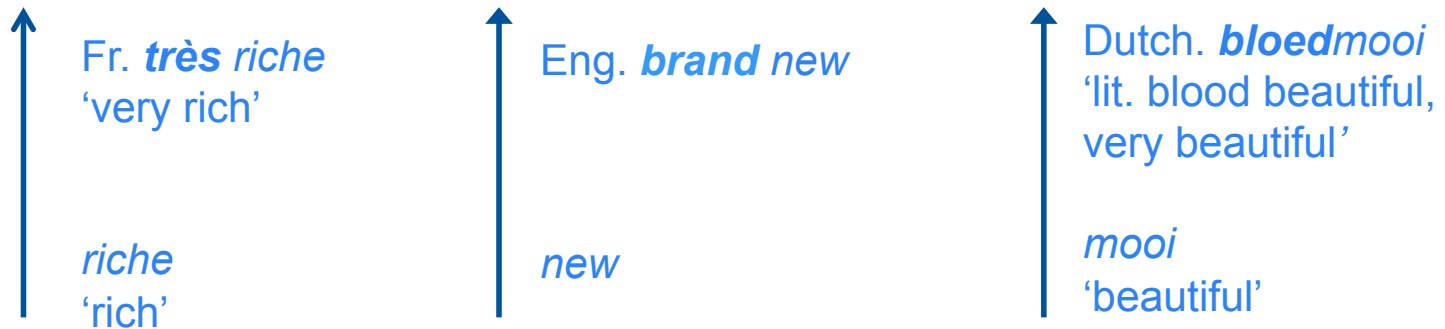 Fr. très riche
‘very rich’
riche
‘rich’
Eng. brand new
new
Dutch. bloedmooi
‘lit. blood beautiful,
very beautiful’
mooi
‘beautiful’